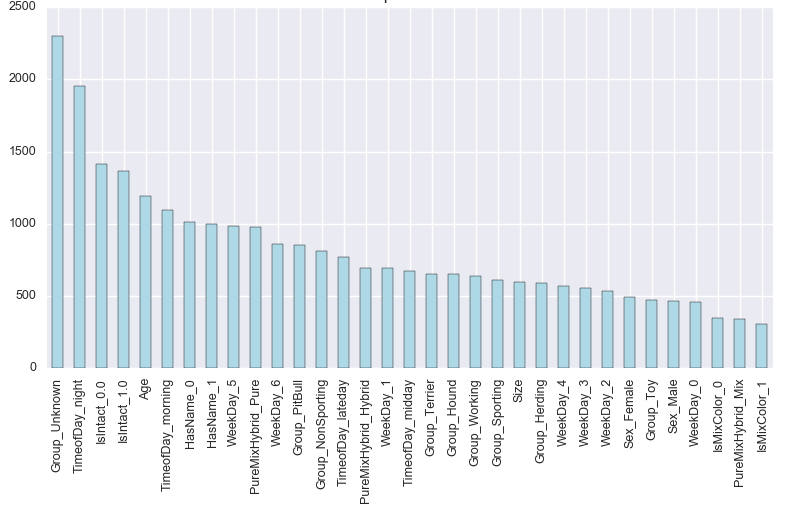 2500
2000
1500
1000
500
0
Group_Unknown
TimeofDay_night
IsIntact_0.0
IsIntact_1.0
Age
TimeofDay_morning
HasName_0
HasName_1
WeekDay_5
PureMixHybrid_Pure
WeekDay_6
Group_PitBull
Group_NonSporting
TimeofDay_lateday
PureMixHybrid_Hybrid
WeekDay_1
TimeofDay_midday
Group_Terrier
Group_Hound
Group_Working
Group_Sporting
Size
Group_Herding
WeekDay_4
WeekDay_3
WeekDay_2
Sex_Female
Group_Toy
Sex_Male
WeekDay_0
IsMixColor_0
PureMixHybrid_Mix
IsMixColor_1